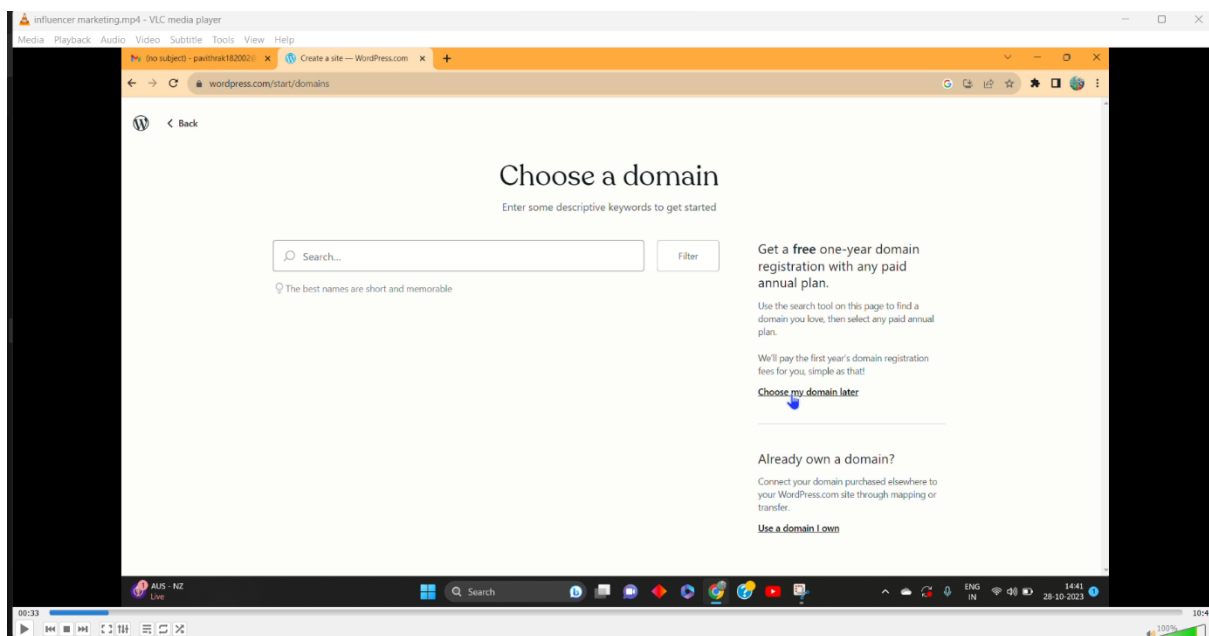 influencer marketing.mp4 - VLC media player
Media Playback Audio Video Subtitle Tools View Help
(no subject) - pavithrak182002@ Create a site — WordPress.com
wordpress.com/start/domains
Back
Choose a domain
Enter some descriptive keywords to get started
Search...
Filter
The best names are short and memorable
Get a free one-year domain
registration with any paid
annual plan.
Use the search tool on this page to find a
domain you love, then select any paid annual
plan.
We'll pay the first year's domain registration
fees for you, simple as that!
Choose my domain later
Already own a domain?
Connect your domain purchased elsewhere to
your WordPress.com site through mapping or
transfer.
Use a domain I own
AUS - NZ
Live
Search
ENG
IN
14:41
28-10-2023
00:33
100%